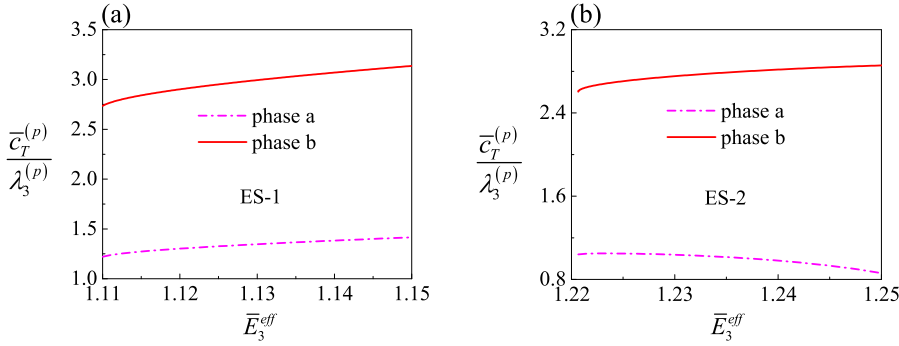 (a)
3.5
3.0
2.5
2.0
1.5
1.0
1.11
1.12
1.13
1.14
1.15
phase a
phase b
ES-1
c̅_T^(p) / λ_3^(p)
E̅_3^eff
(b)
3.2
2.4
1.6
0.8
1.22
1.23
1.24
1.25
phase a
phase b
ES-2
c̅_T^(p) / λ_3^(p)
E̅_3^eff